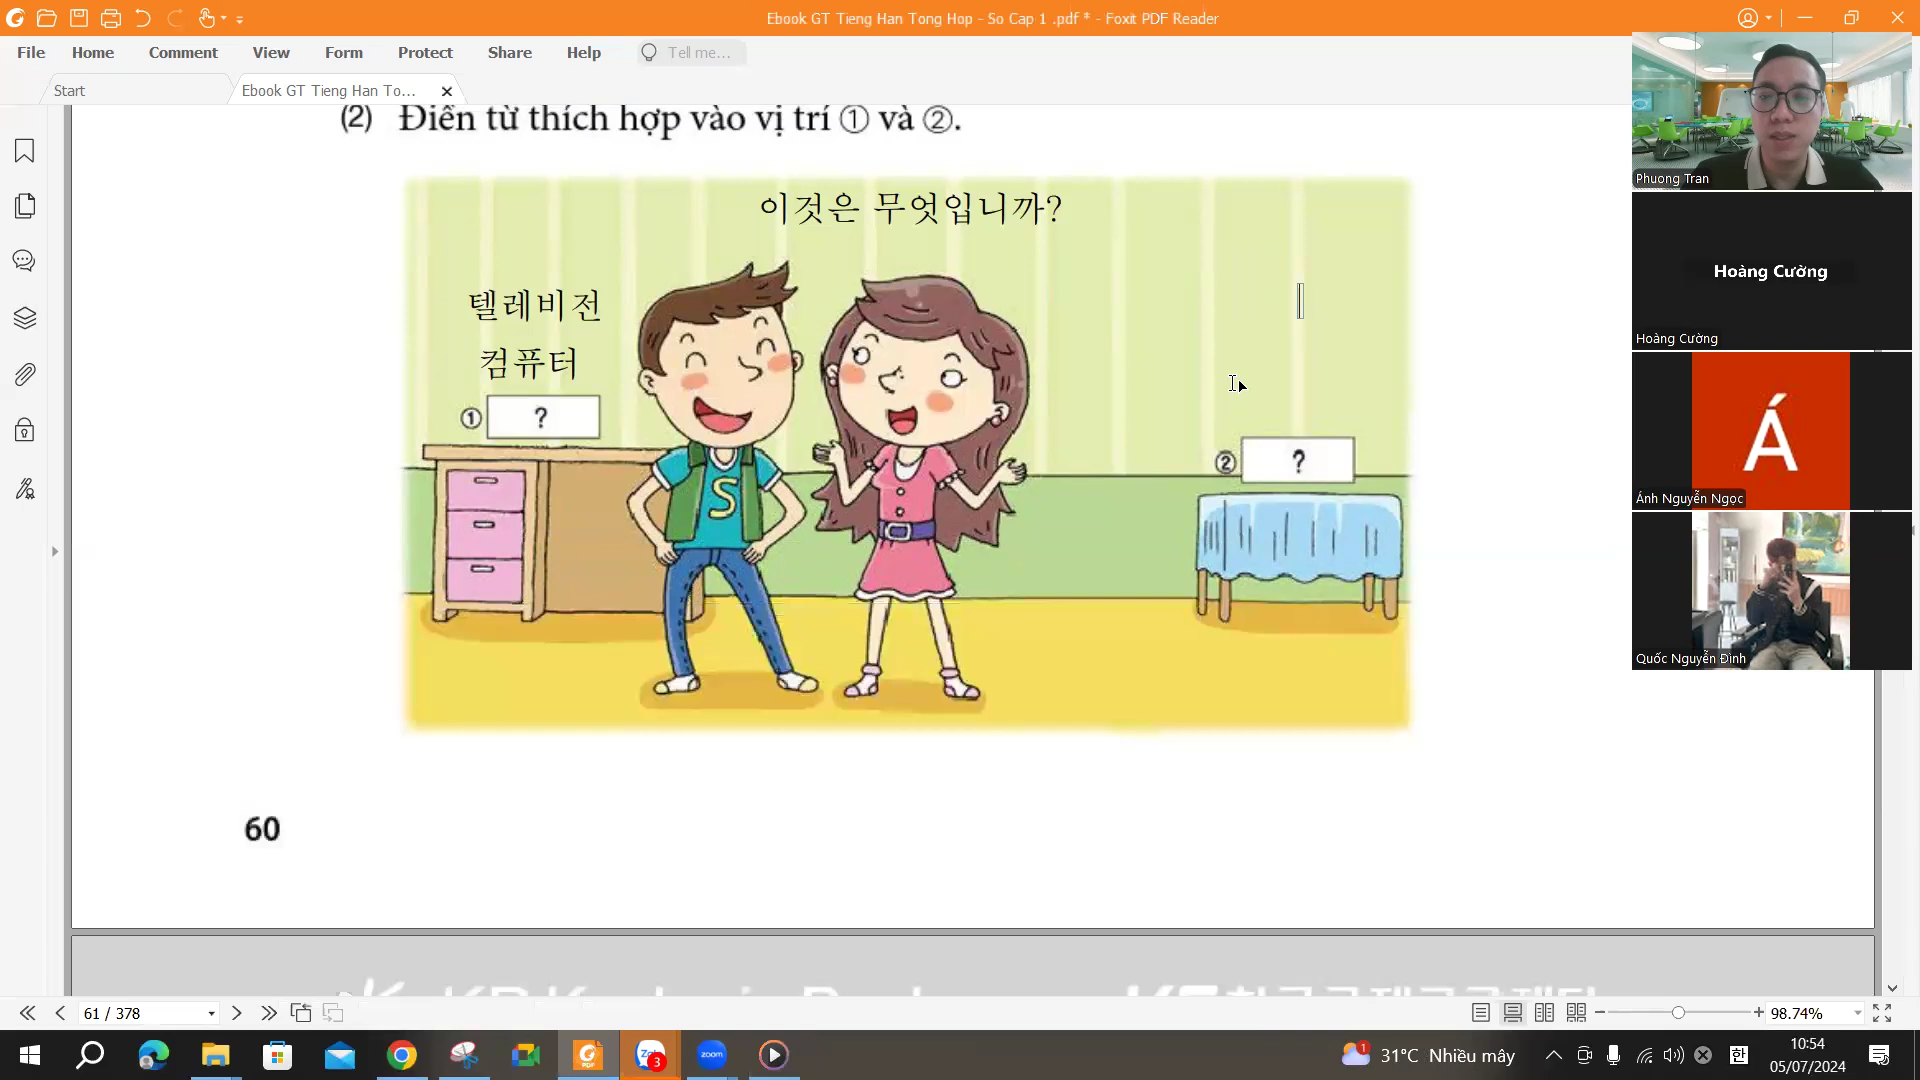 Ebook GT Tieng Han Tong Hop - So Cap 1 .pdf * - Foxit PDF Reader
File Home Comment View Form Protect Share Help Tell me...
Start Ebook GT Tieng Han To...
(2) Điền từ thích hợp vào vị trí ① và ②.
이것은 무엇입니까?
텔레비전
컴퓨터
① ?
② ?
S
60
Phuong Tran
Hoàng Cường
Hoàng Cường
Á
Ánh Nguyễn Ngọc
Quốc Nguyễn Đình
61 / 378
98.74%
zoom
3
1
31°C Nhiều mây
한
10:54
05/07/2024